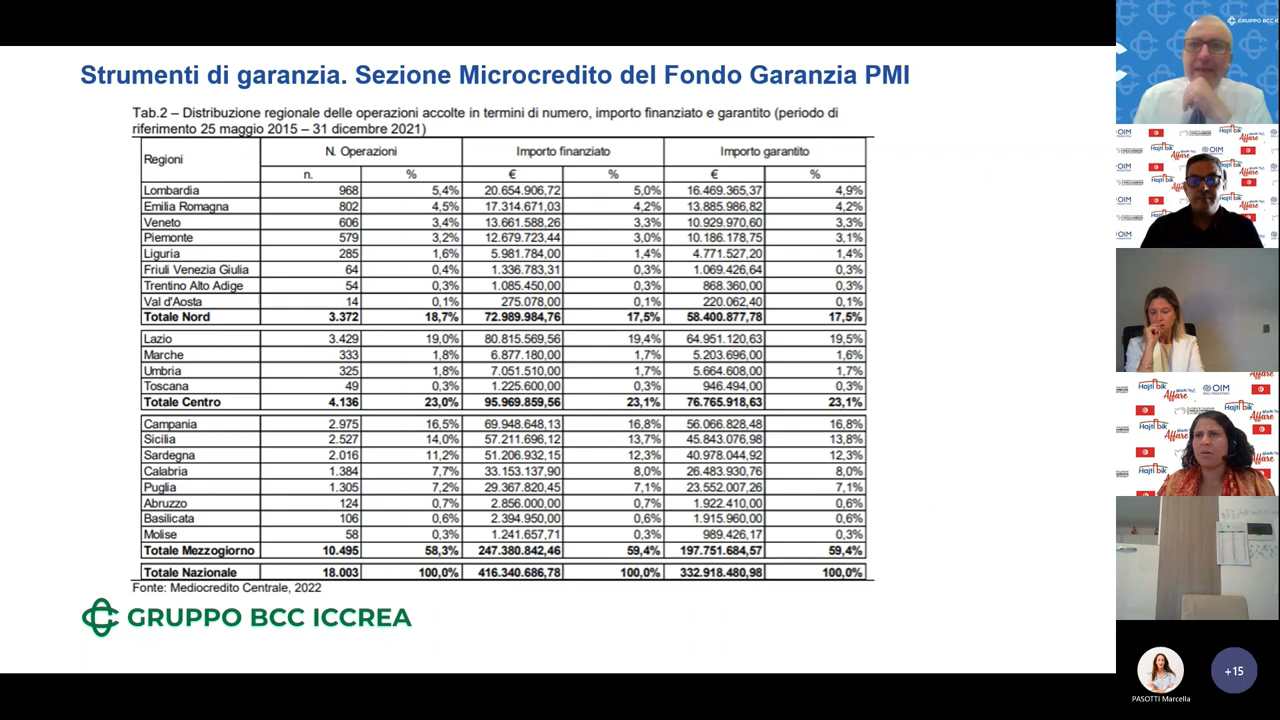 Strumenti di garanzia. Sezione Microcredito del Fondo Garanzia PMI
Tab.2 – Distribuzione regionale delle operazioni accolte in termini di numero, importo finanziato e garantito (periodo di
riferimento 25 maggio 2015 – 31 dicembre 2021)
Regioni N. Operazioni Importo finanziato Importo garantito
n. % € % € %
Lombardia 968 5,4% 20.654.906,72 5,0% 16.469.365,37 4,9%
Emilia Romagna 802 4,5% 17.314.671,03 4,2% 13.885.986,82 4,2%
Veneto 606 3,4% 13.661.588,26 3,3% 10.929.970,60 3,3%
Piemonte 579 3,2% 12.679.723,44 3,0% 10.186.178,75 3,1%
Liguria 285 1,6% 5.981.784,00 1,4% 4.771.527,20 1,4%
Friuli Venezia Giulia 64 0,4% 1.336.783,31 0,3% 1.069.426,64 0,3%
Trentino Alto Adige 54 0,3% 1.085.450,00 0,3% 868.360,00 0,3%
Val d'Aosta 14 0,1% 275.078,00 0,1% 220.062,40 0,1%
Totale Nord 3.372 18,7% 72.989.984,76 17,5% 58.400.877,78 17,5%
Lazio 3.429 19,0% 80.815.569,56 19,4% 64.951.120,63 19,5%
Marche 333 1,8% 6.877.180,00 1,7% 5.203.696,00 1,6%
Umbria 325 1,8% 7.051.510,00 1,7% 5.664.608,00 1,7%
Toscana 49 0,3% 1.225.600,00 0,3% 946.494,00 0,3%
Totale Centro 4.136 23,0% 95.969.859,56 23,1% 76.765.918,63 23,1%
Campania 2.975 16,5% 69.948.648,13 16,8% 56.066.828,48 16,8%
Sicilia 2.527 14,0% 57.211.696,12 13,7% 45.843.076,98 13,8%
Sardegna 2.016 11,2% 51.206.932,15 12,3% 40.978.044,92 12,3%
Calabria 1.384 7,7% 33.153.137,90 8,0% 26.483.930,76 8,0%
Puglia 1.305 7,2% 29.367.820,45 7,1% 23.552.007,26 7,1%
Abruzzo 124 0,7% 2.856.000,00 0,7% 1.922.410,00 0,6%
Basilicata 106 0,6% 2.394.950,00 0,6% 1.915.960,00 0,6%
Molise 58 0,3% 1.241.657,71 0,3% 989.426,17 0,3%
Totale Mezzogiorno 10.495 58,3% 247.380.842,46 59,4% 197.751.684,57 59,4%
Totale Nazionale 18.003 100,0% 416.340.686,78 100,0% 332.918.480,98 100,0%
Fonte: Mediocredito Centrale, 2022
GRUPPO BCC ICCREA
GRUPPO BCC IC
OIM
Hajti bik
Affare
Hajti bik
Affare
OIM
Hajti bik
Affare
PASOTTI Marcella
+15